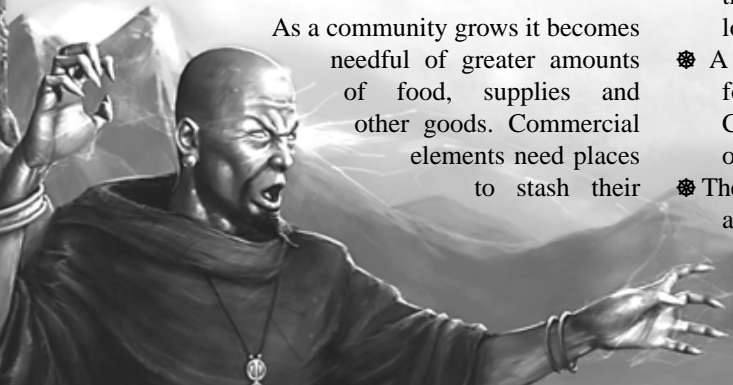 As a community grows it becomes
needful of greater amounts
of food, supplies and
other goods. Commercial
elements need places
to stash their
A